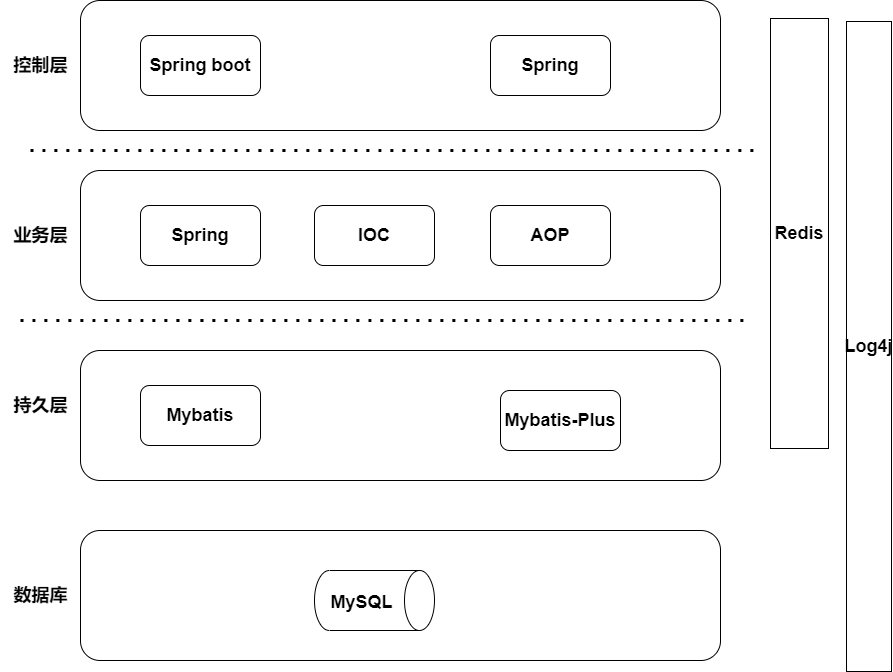 控制层
Spring boot
Spring
业务层
Spring
IOC
AOP
Redis
持久层
Mybatis
Mybatis-Plus
Log4j
数据库
MySQL